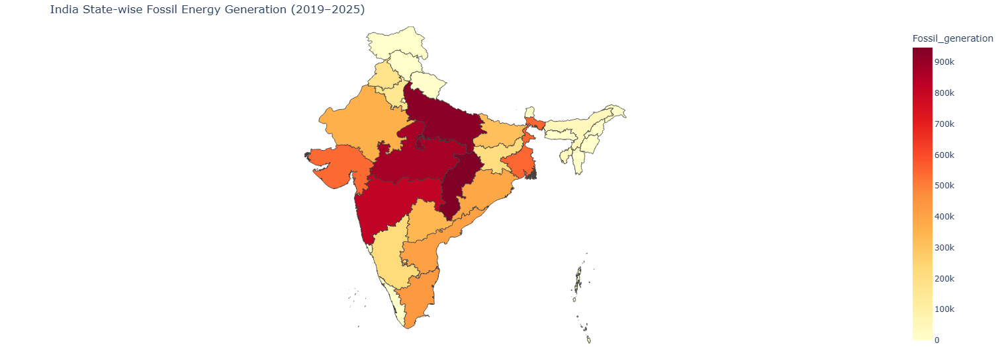 India State-wise Fossil Energy Generation (2019–2025)
Fossil_generation
900k
800k
700k
600k
500k
400k
300k
200k
100k
0